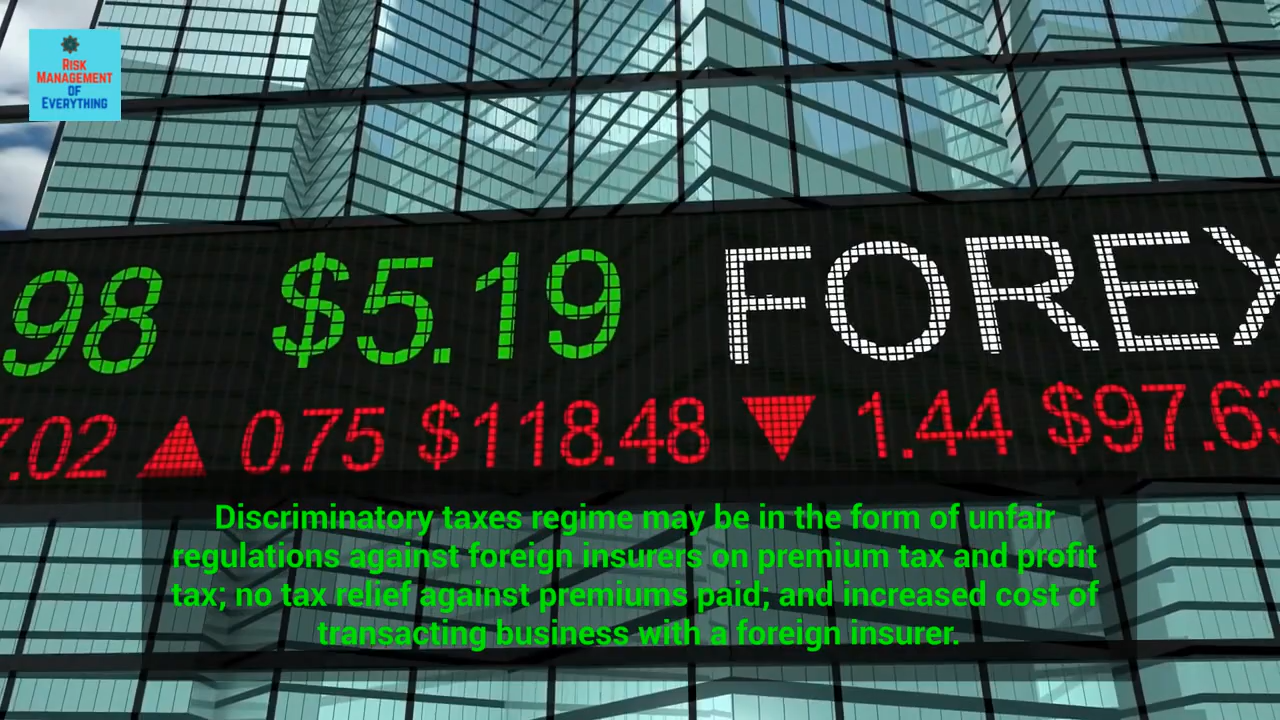 RISK
MANAGEMENT
OF
EVERYTHING
98 $5.19 FOREX
7.02 ▲ 0.75 $118.48 ▼ 1.44 $97.63
Discriminatory taxes regime may be in the form of unfair
regulations against foreign insurers on premium tax and profit
tax; no tax relief against premiums paid; and increased cost of
transacting business with a foreign insurer.